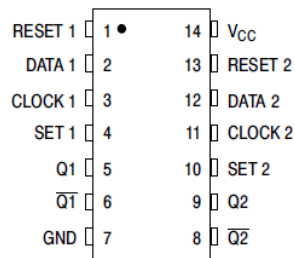 RESET 1 1 14 V_CC
DATA 1 2 13 RESET 2
CLOCK 1 3 12 DATA 2
SET 1 4 11 CLOCK 2
Q1 5 10 SET 2
Q̅1̅ 6 9 Q2
GND 7 8 Q̅2̅